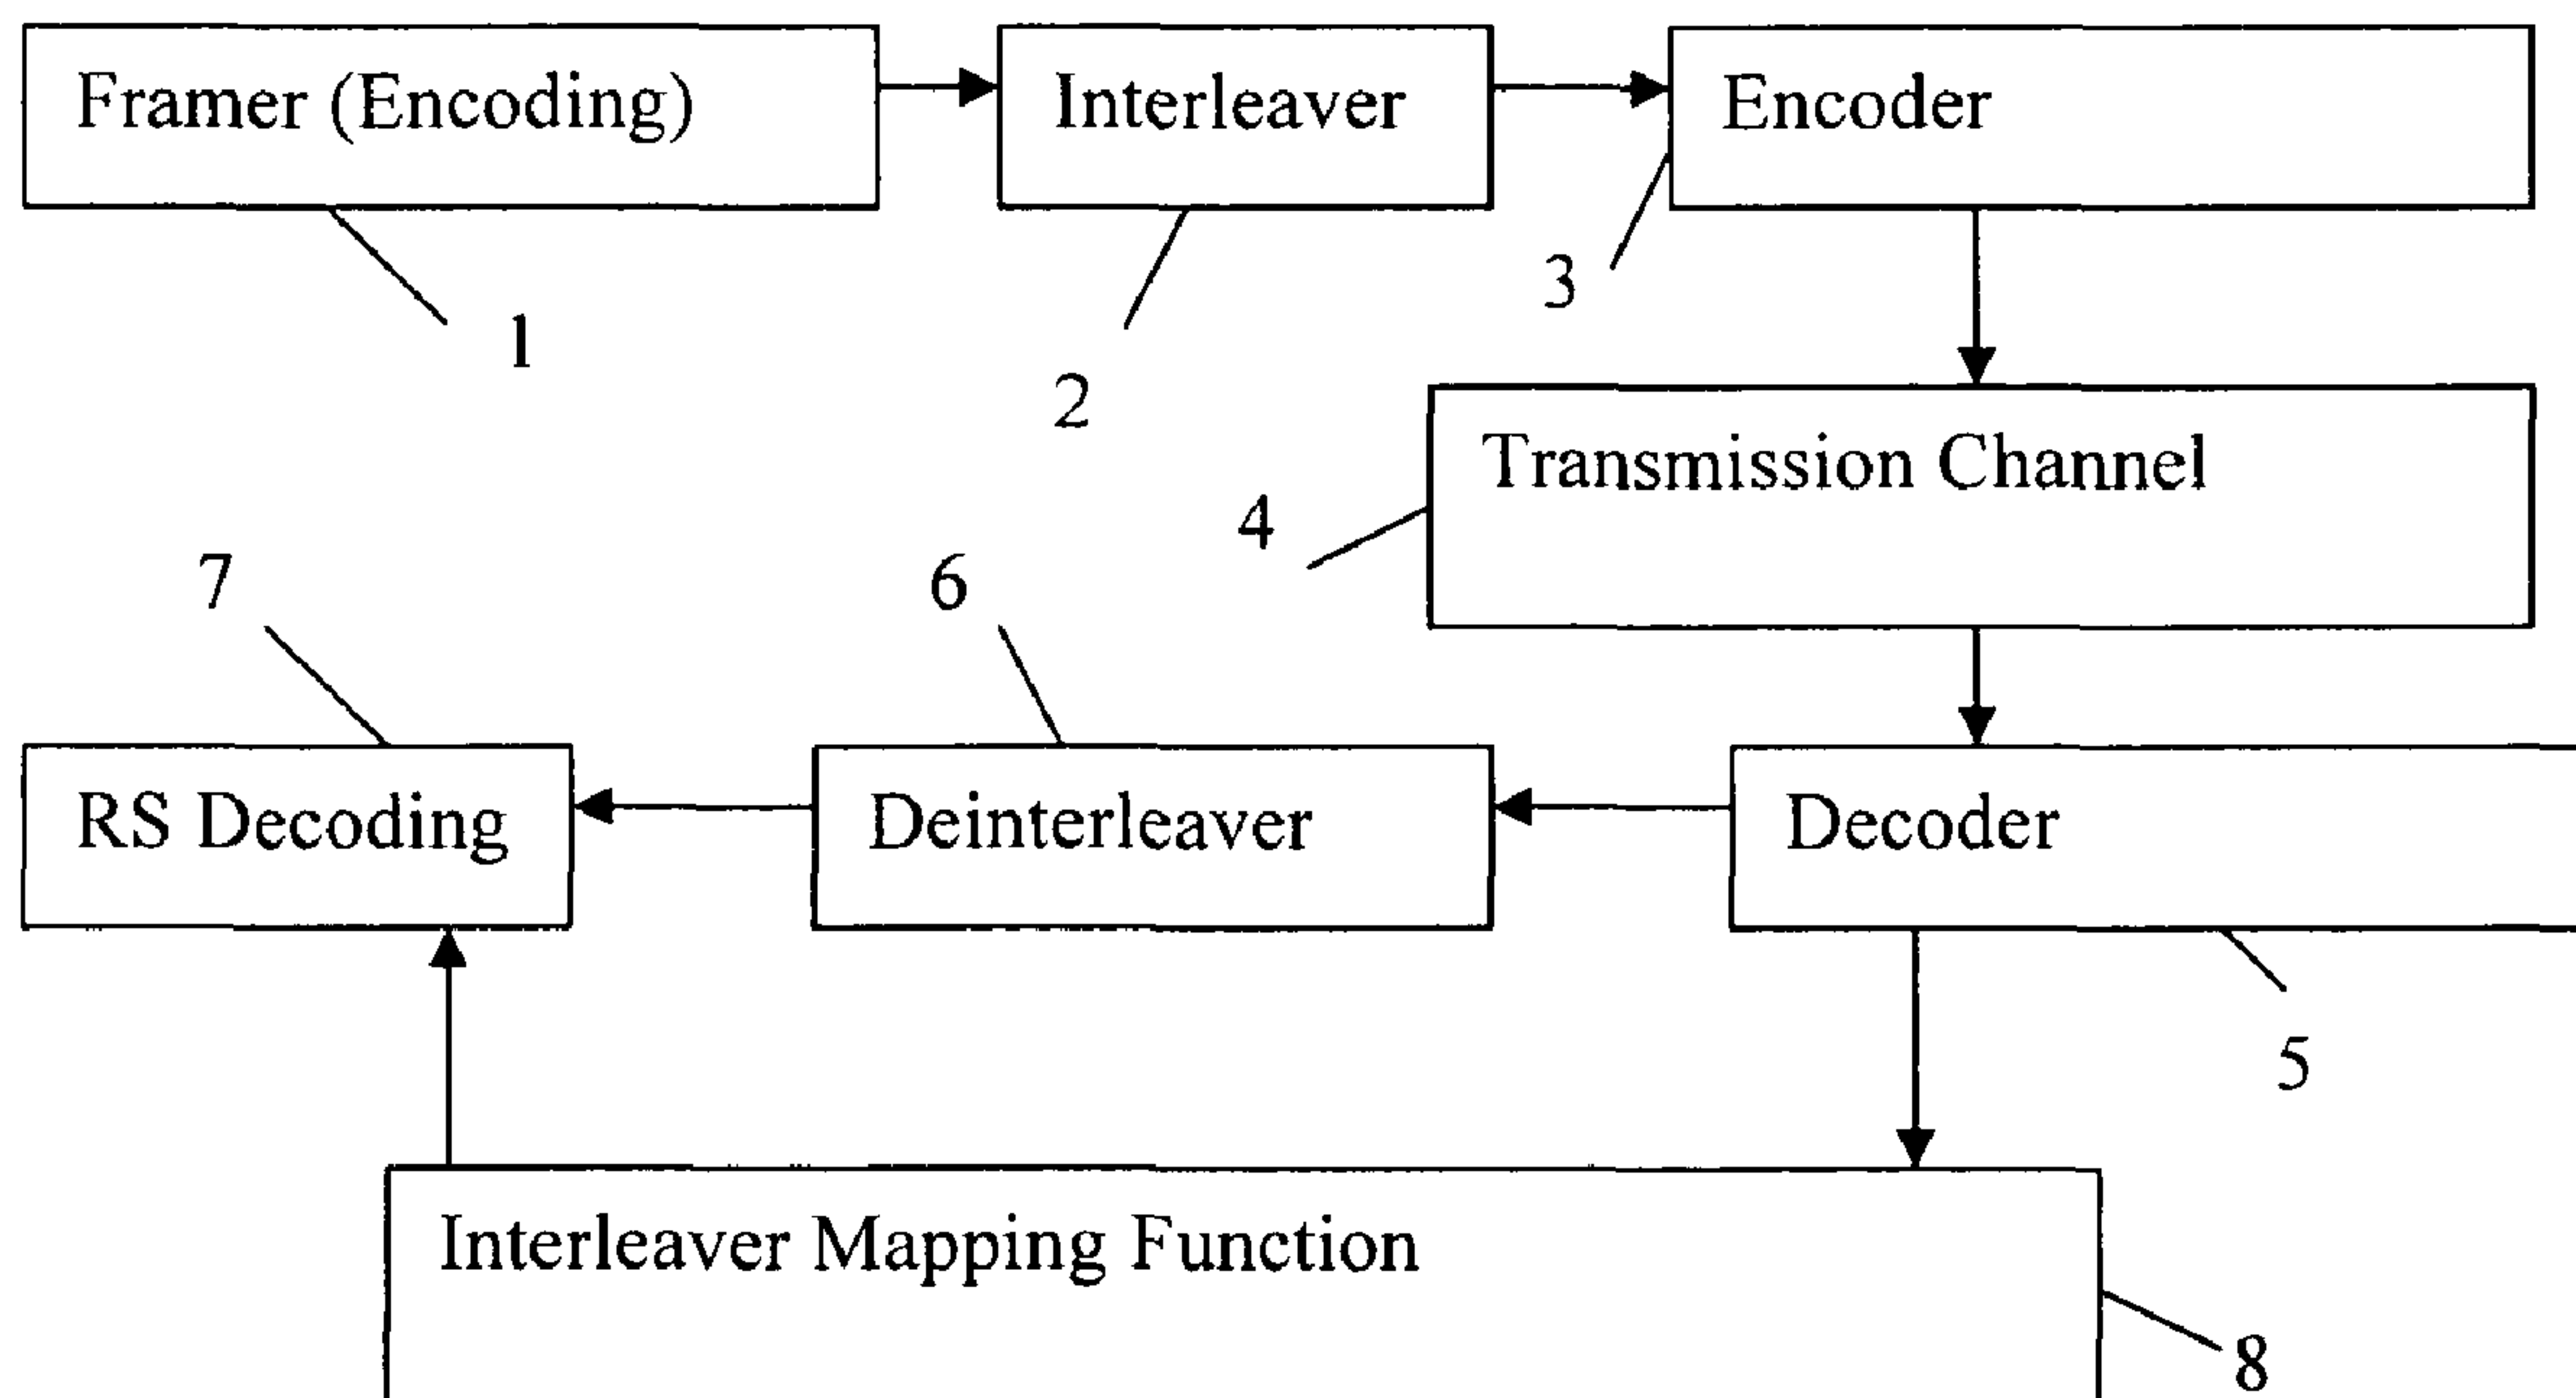 Framer (Encoding)
Interleaver
Encoder
1
2
3
Transmission Channel
4
7
6
RS Decoding
Deinterleaver
Decoder
5
Interleaver Mapping Function
8